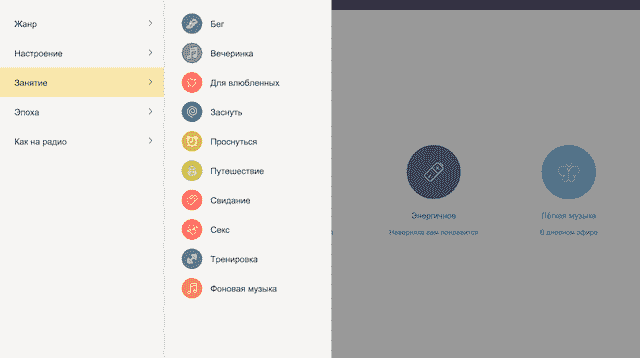 Жанр
Настроение
Занятие
Эпоха
Как на радио
Бег
Вечеринка
Для влюбленных
Заснуть
Проснуться
Путешествие
Свидание
Секс
Тренировка
Фоновая музыка
Энергичное
Наверняка вам понравится
Лёгкая музыка
В дневном эфире